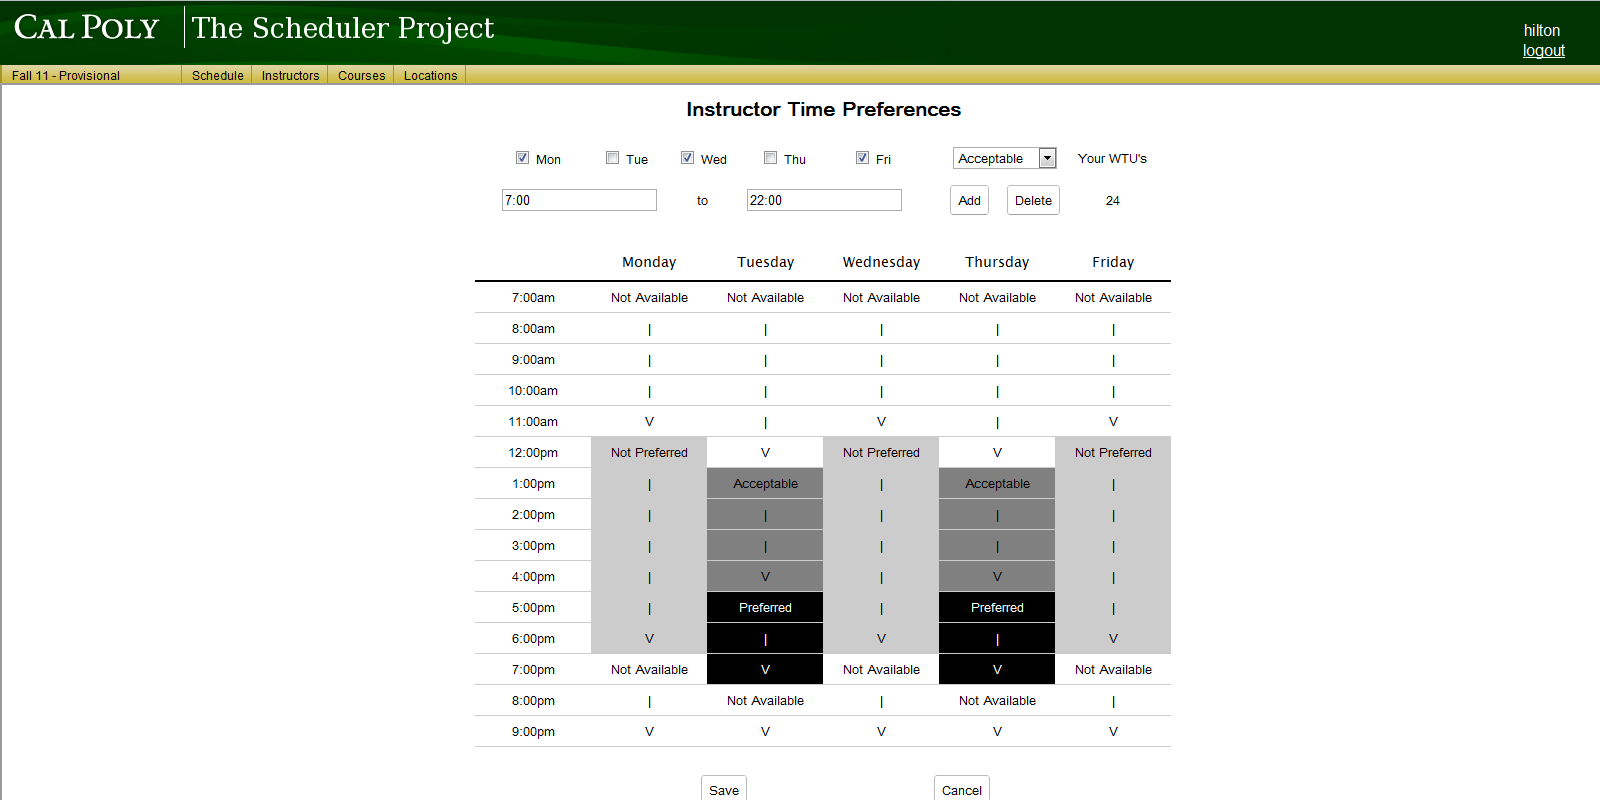 CAL POLY The Scheduler Project
hilton
logout
Fall 11 - Provisional Schedule Instructors Courses Locations
Instructor Time Preferences
Mon Tue Wed Thu Fri Acceptable Your WTU's
7:00 to 22:00 Add Delete 24
Monday Tuesday Wednesday Thursday Friday
7:00am Not Available Not Available Not Available Not Available Not Available
8:00am | | | | |
9:00am | | | | |
10:00am | | | | |
11:00am V | V | V
12:00pm Not Preferred V Not Preferred V Not Preferred
1:00pm | Acceptable | Acceptable |
2:00pm | | | | |
3:00pm | | | | |
4:00pm | V | V |
5:00pm | Preferred | Preferred |
6:00pm V | V | V
7:00pm Not Available V Not Available V Not Available
8:00pm | Not Available | Not Available |
9:00pm V V V V V
Save Cancel